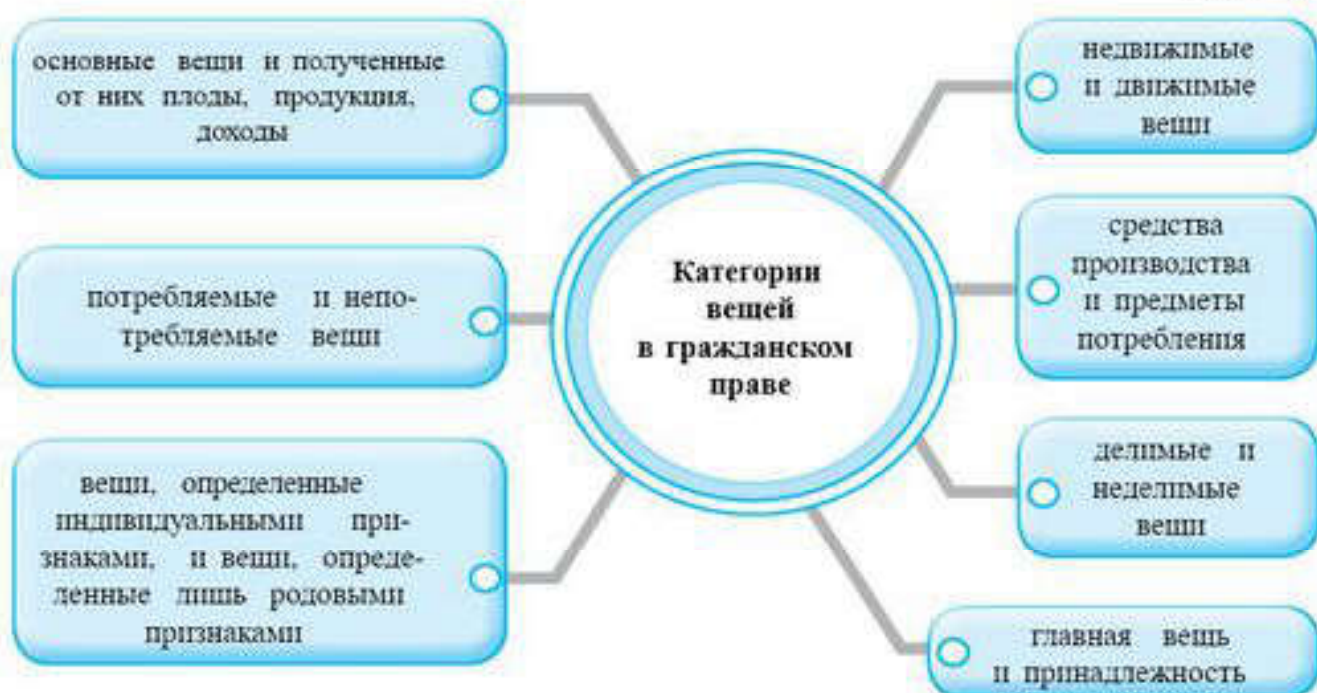 основные вещи и полученные
от них плоды, продукция,
доходы
потребляемые и непо-
требляемые вещи
вещи, определенные
индивидуальными при-
знаками, и вещи, опреде-
ленные лишь родовыми
признаками
Категории
вещей
в гражданском
праве
недвижимые
и движимые
вещи
средства
производства
и предметы
потребления
делимые и
неделимые
вещи
главная вещь
и принадлежность